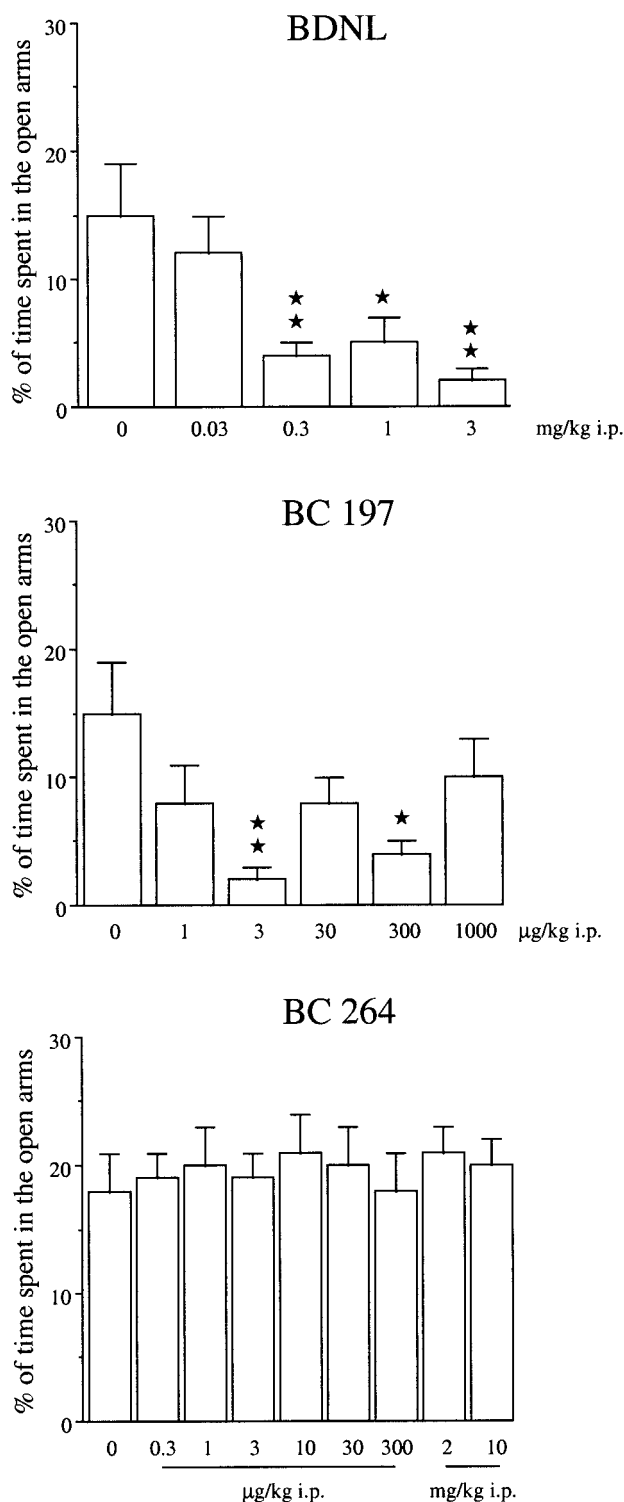 BDNL
% of time spent in the open arms
30
20
10
0
★
★
★
★
★
0 0.03 0.3 1 3 mg/kg i.p.
BC 197
% of time spent in the open arms
30
20
10
0
★
★
★
0 1 3 30 300 1000 µg/kg i.p.
BC 264
% of time spent in the open arms
30
20
10
0
0 0.3 1 3 10 30 300 2 10
µg/kg i.p. mg/kg i.p.